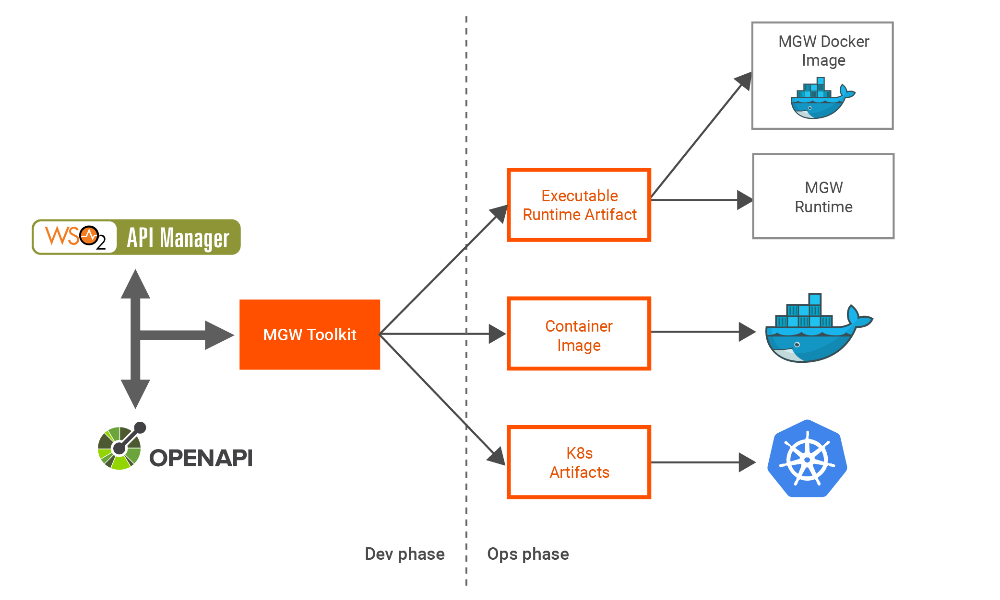 MGW Docker
Image
MGW
Runtime
Executable
Runtime Artifact
WSO2 API Manager
MGW Toolkit
Container
Image
K8s
Artifacts
OPENAPI
Dev phase
Ops phase